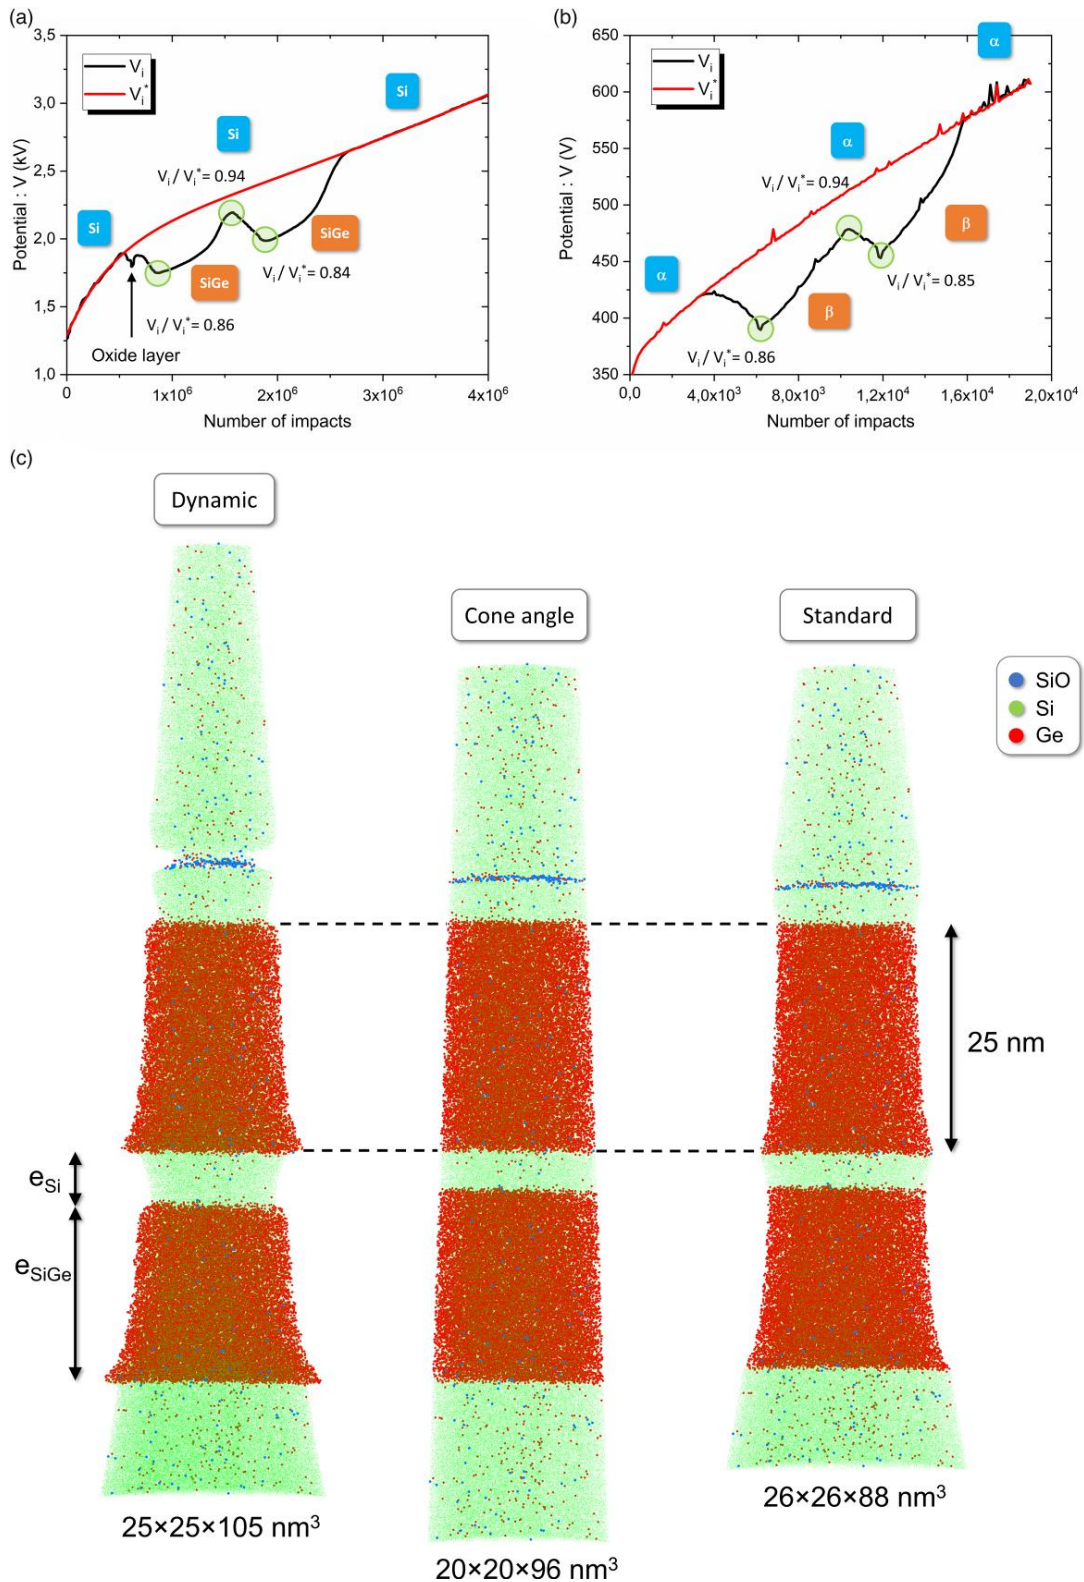 (a)
3,5
3,0
2,5
2,0
1,5
1,0
Potential : V (kV)
V_i
V_i^*
Si
Si
Si
V_i / V_i^* = 0.94
SiGe
SiGe
V_i / V_i^* = 0.84
V_i / V_i^* = 0.86
Oxide layer
0
1x10^6
2x10^6
3x10^6
4x10^6
Number of impacts
(b)
650
600
550
500
450
400
350
Potential : V (V)
V_i
V_i^*
α
α
α
V_i / V_i^* = 0.94
β
β
V_i / V_i^* = 0.85
V_i / V_i^* = 0.86
0,0
4,0x10^3
8,0x10^3
1,2x10^4
1,6x10^4
2,0x10^4
Number of impacts
(c)
Dynamic
Cone angle
Standard
SiO
Si
Ge
25 nm
e_Si
e_SiGe
25×25×105 nm^3
20×20×96 nm^3
26×26×88 nm^3